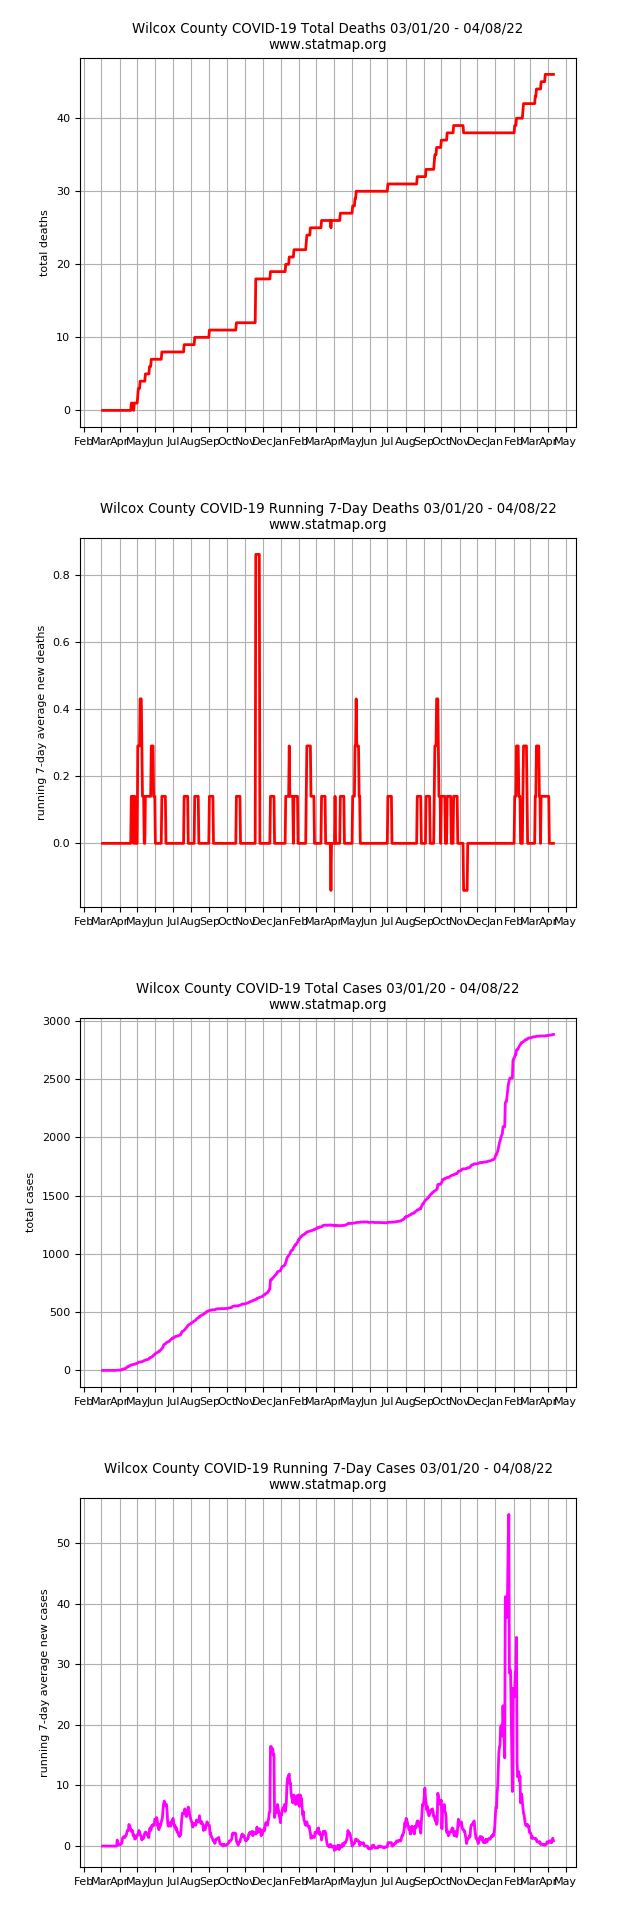 Wilcox County COVID-19 Total Deaths 03/01/20 - 04/08/22
www.statmap.org
total deaths
40
30
20
10
0
Feb Mar Apr May Jun Jul Aug Sep Oct Nov Dec Jan Feb Mar Apr May Jun Jul Aug Sep Oct Nov Dec Jan Feb Mar Apr May
Wilcox County COVID-19 Running 7-Day Deaths 03/01/20 - 04/08/22
www.statmap.org
running 7-day average new deaths
0.8
0.6
0.4
0.2
0.0
Feb Mar Apr May Jun Jul Aug Sep Oct Nov Dec Jan Feb Mar Apr May Jun Jul Aug Sep Oct Nov Dec Jan Feb Mar Apr May
Wilcox County COVID-19 Total Cases 03/01/20 - 04/08/22
www.statmap.org
total cases
3000
2500
2000
1500
1000
500
0
Feb Mar Apr May Jun Jul Aug Sep Oct Nov Dec Jan Feb Mar Apr May Jun Jul Aug Sep Oct Nov Dec Jan Feb Mar Apr May
Wilcox County COVID-19 Running 7-Day Cases 03/01/20 - 04/08/22
www.statmap.org
running 7-day average new cases
50
40
30
20
10
0
Feb Mar Apr May Jun Jul Aug Sep Oct Nov Dec Jan Feb Mar Apr May Jun Jul Aug Sep Oct Nov Dec Jan Feb Mar Apr May